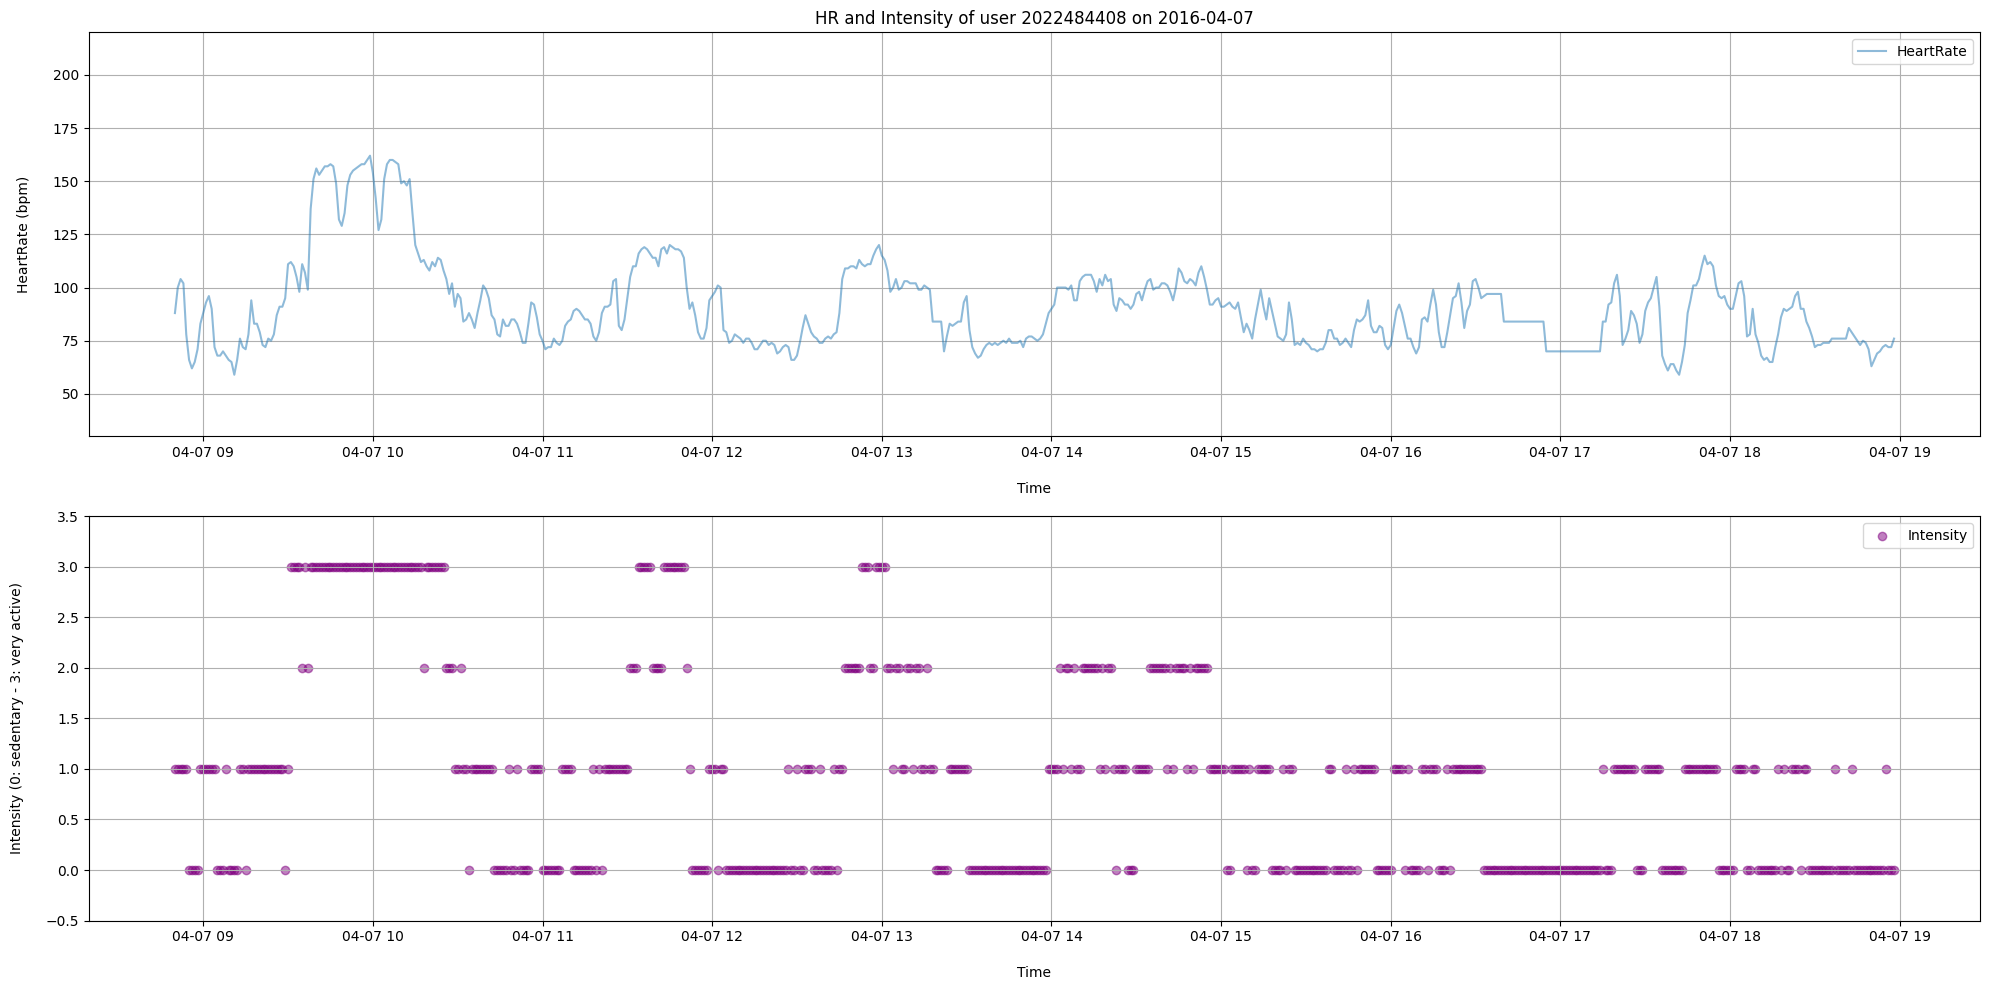 HR and Intensity of user 2022484408 on 2016-04-07
HeartRate
200
175
150
125
100
75
50
HeartRate (bpm)
04-07 09 04-07 10 04-07 11 04-07 12 04-07 13 04-07 14 04-07 15 04-07 16 04-07 17 04-07 18 04-07 19
Time
Intensity
3.5
3.0
2.5
2.0
1.5
1.0
0.5
0.0
−0.5
Intensity (0: sedentary - 3: very active)
04-07 09 04-07 10 04-07 11 04-07 12 04-07 13 04-07 14 04-07 15 04-07 16 04-07 17 04-07 18 04-07 19
Time